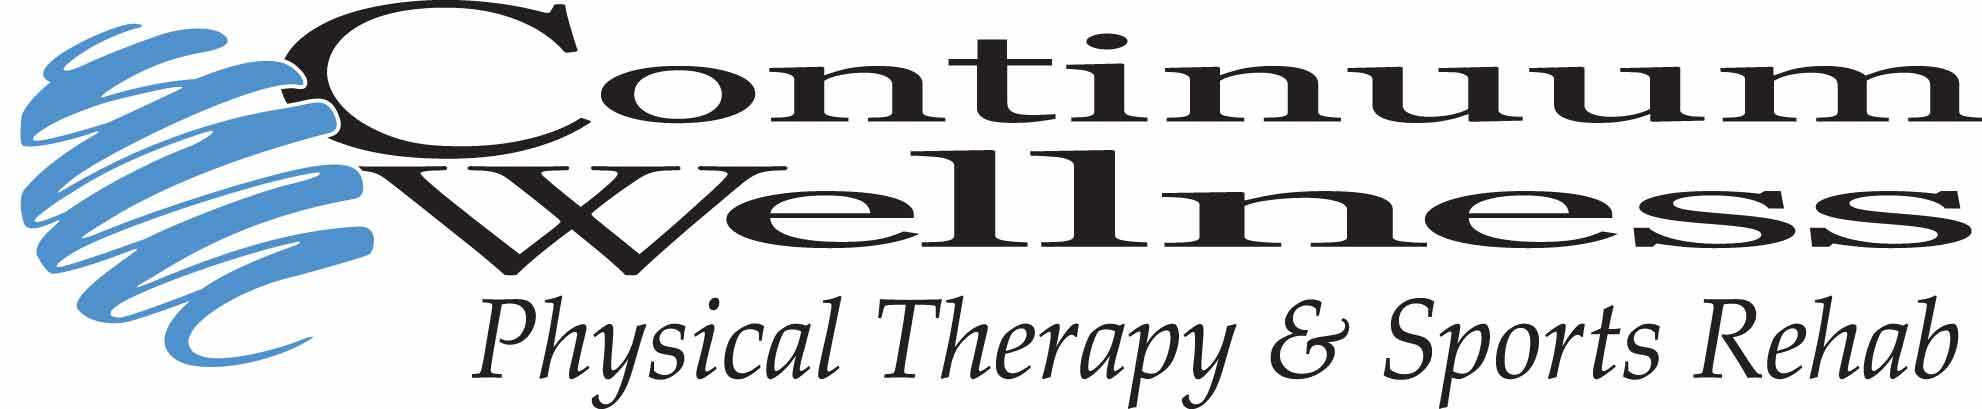 Continuum
Wellness
Physical Therapy & Sports Rehab